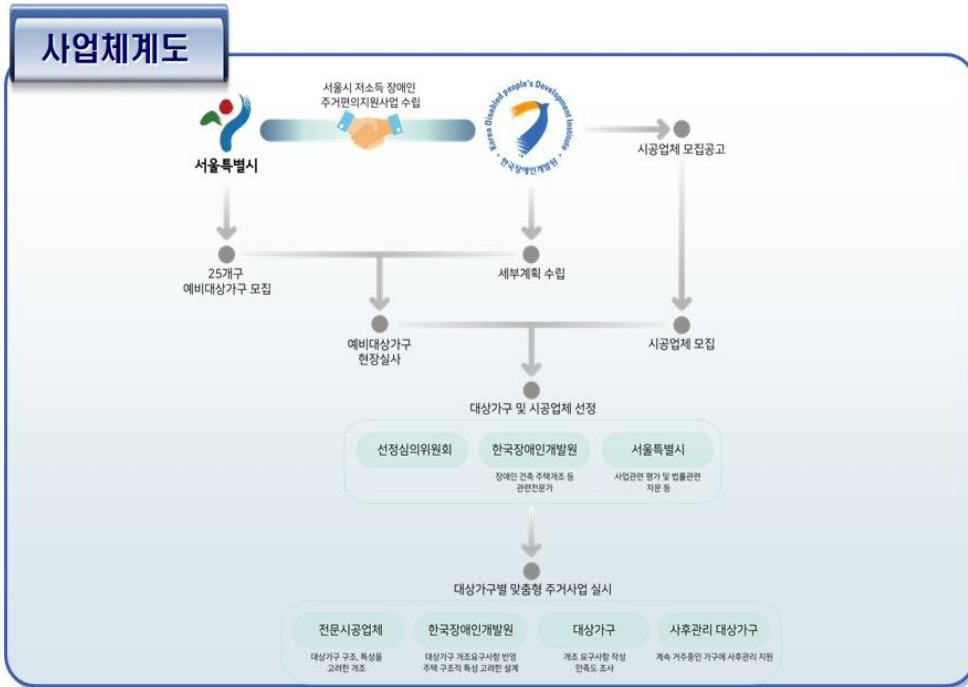 사업체계도
서울시 저소득 장애인
주거편의지원사업 수립
서울특별시
Korea Disabled people's Development Institute
한국장애인개발원
시공업체 모집공고
25개구
예비대상가구 모집
세부계획 수립
예비대상가구
현장실사
시공업체 모집
대상가구 및 시공업체 선정
선정심의위원회
한국장애인개발원
장애인 건축 주택개조 등
관련전문가
서울특별시
사업관련 평가 및 법률관련
자문 등
대상가구별 맞춤형 주거사업 실시
전문시공업체
대상가구 구조, 특성을
고려한 개조
한국장애인개발원
대상가구 개조요구사항 반영
주택 구조적 특성 고려한 설계
대상가구
개조 요구사항 작성
만족도 조사
사후관리 대상가구
계속 거주중인 가구에 사후관리 지원